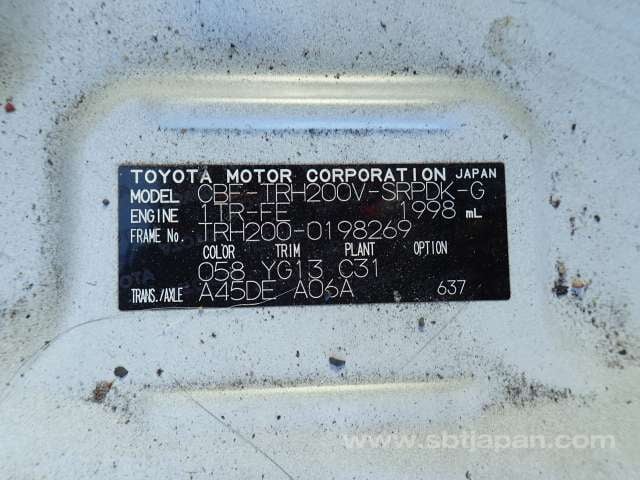 TOYOTA MOTOR CORPORATION JAPAN
MODEL CBF-TRH200V-SRPDK-G
ENGINE 1TR-FE 1998 mL
FRAME No. TRH200-0198269
COLOR TRIM PLANT OPTION
058 YG13 C31
TRANS./AXLE A45DE A06A 637
www.sbtjapan.com